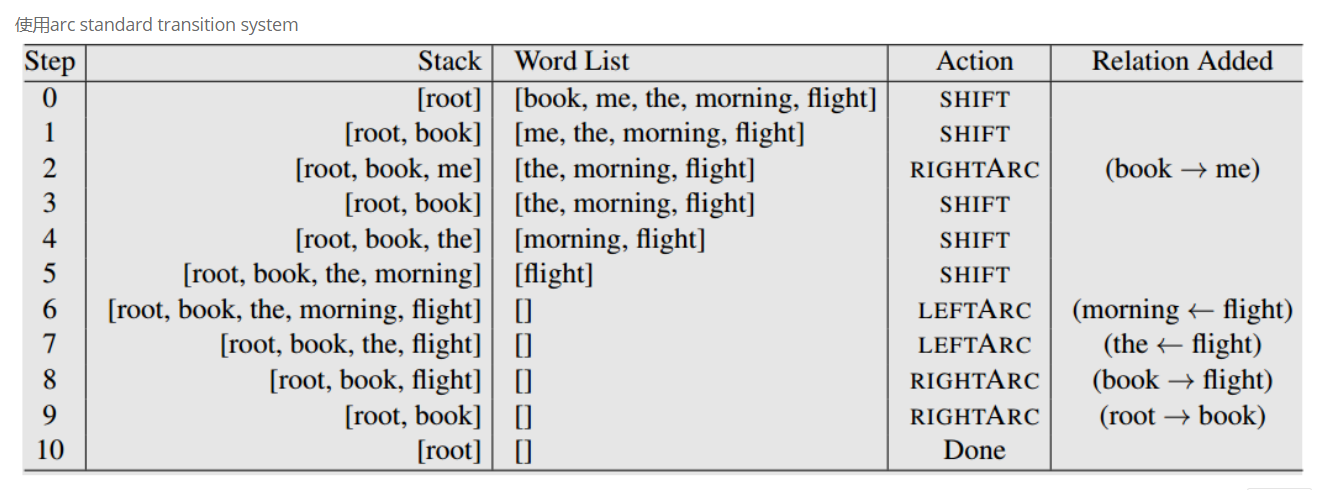 使用arc standard transition system
Step Stack Word List Action Relation Added
0 [root] [book, me, the, morning, flight] SHIFT
1 [root, book] [me, the, morning, flight] SHIFT
2 [root, book, me] [the, morning, flight] RIGHTARC (book → me)
3 [root, book] [the, morning, flight] SHIFT
4 [root, book, the] [morning, flight] SHIFT
5 [root, book, the, morning] [flight] SHIFT
6 [root, book, the, morning, flight] [] LEFTARC (morning ← flight)
7 [root, book, the, flight] [] LEFTARC (the ← flight)
8 [root, book, flight] [] RIGHTARC (book → flight)
9 [root, book] [] RIGHTARC (root → book)
10 [root] [] Done